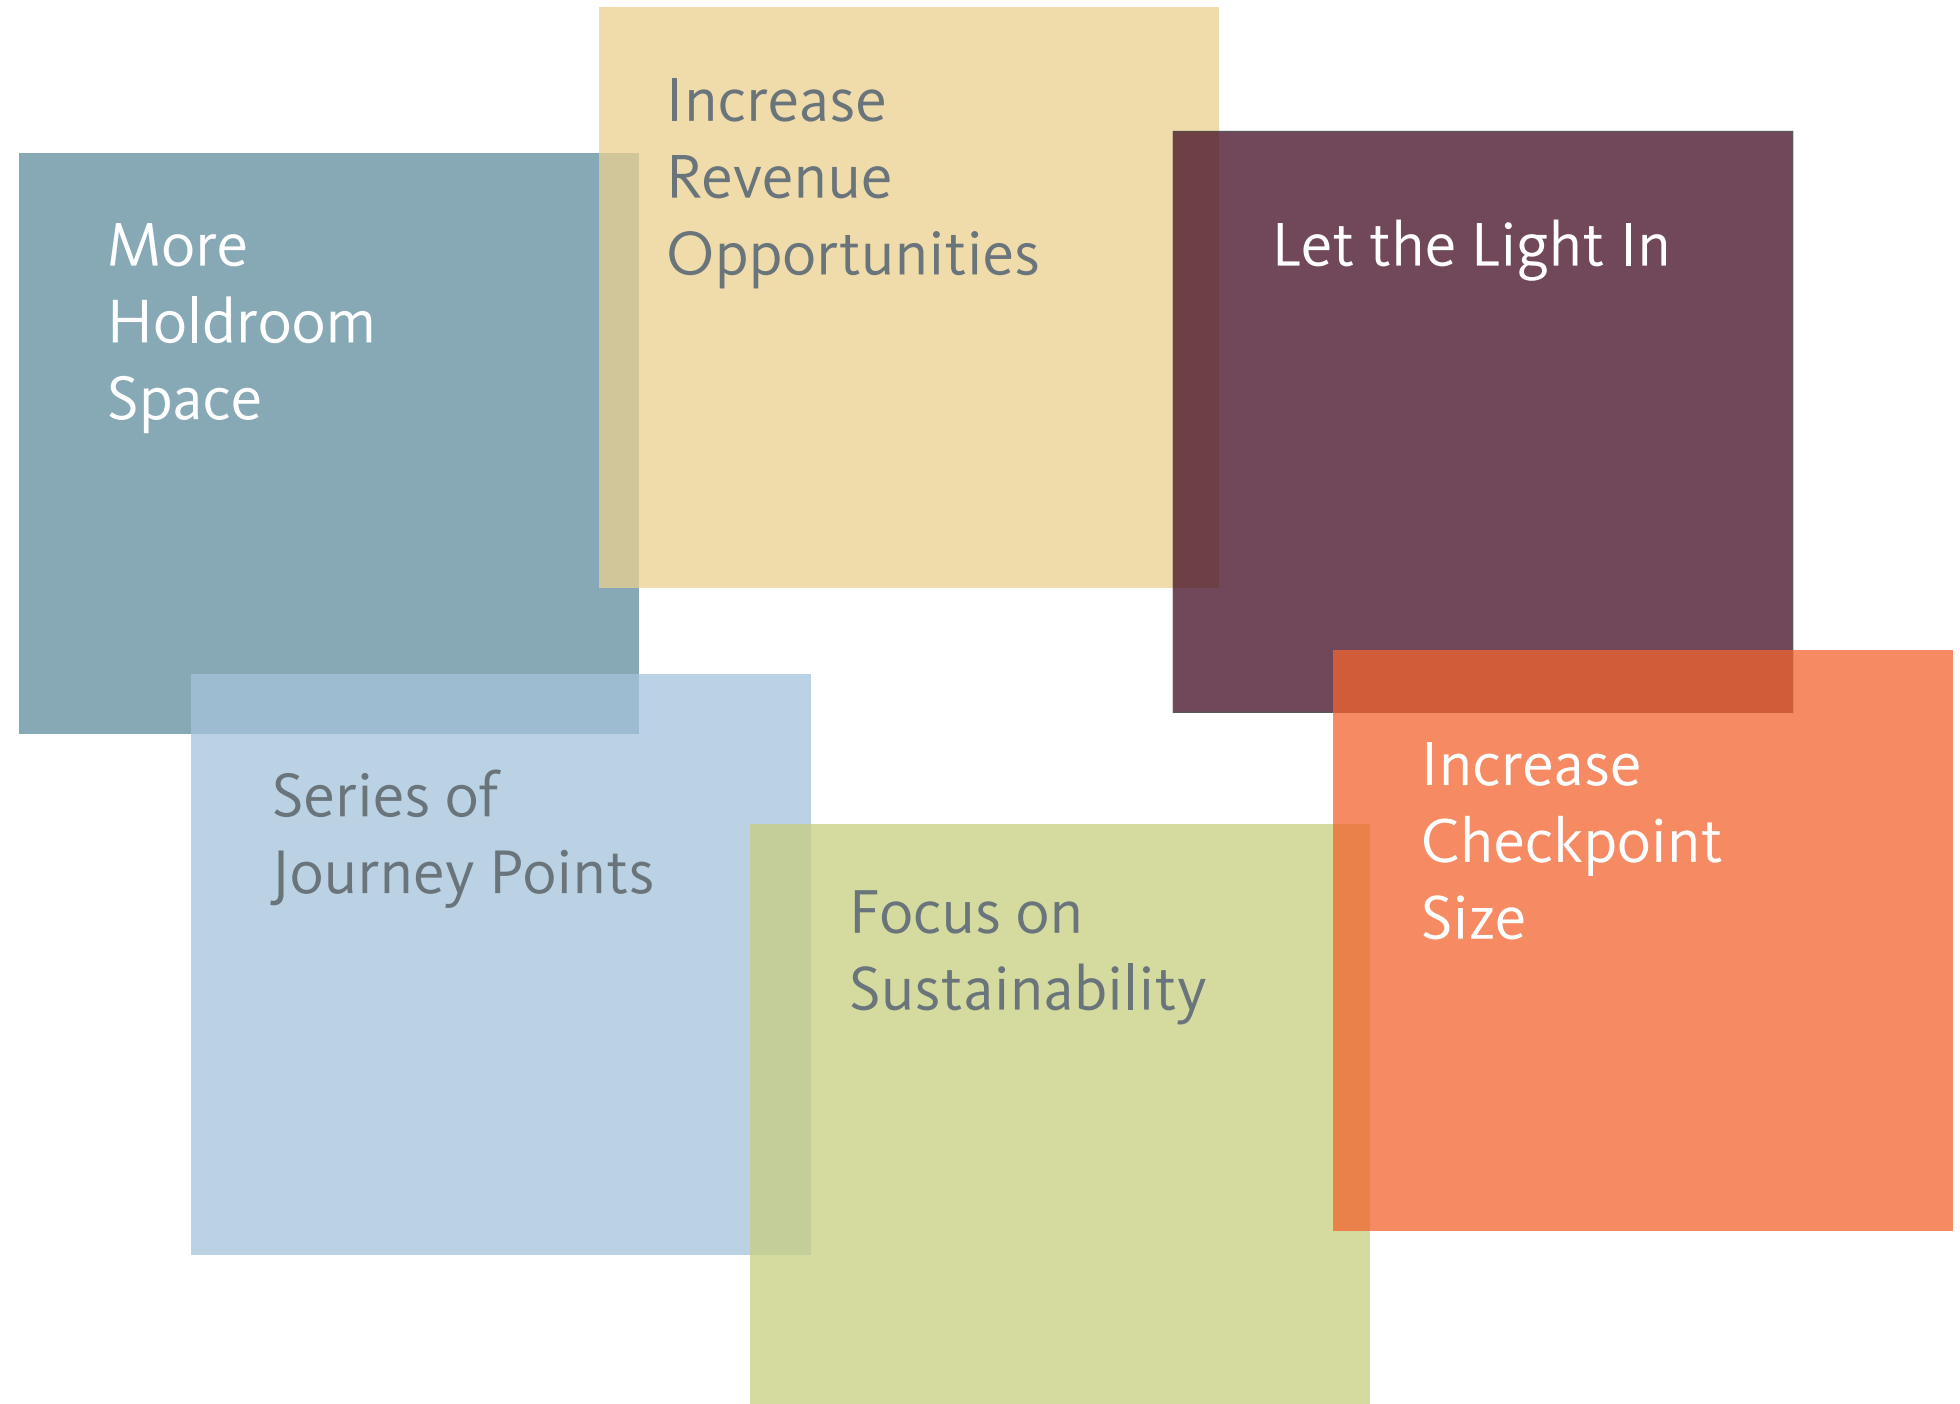 More
Holdroom
Space
Increase
Revenue
Opportunities
Let the Light In
Series of
Journey Points
Focus on
Sustainability
Increase
Checkpoint
Size